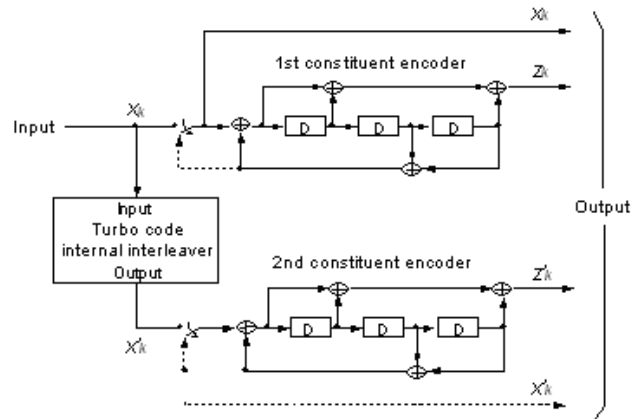 Xk
1st constituent encoder
Zk
Xk
Input
D
D
D
Input
Turbo code
internal interleaver
Output
Output
2nd constituent encoder
Z'k
D
D
D
X'k
X'k